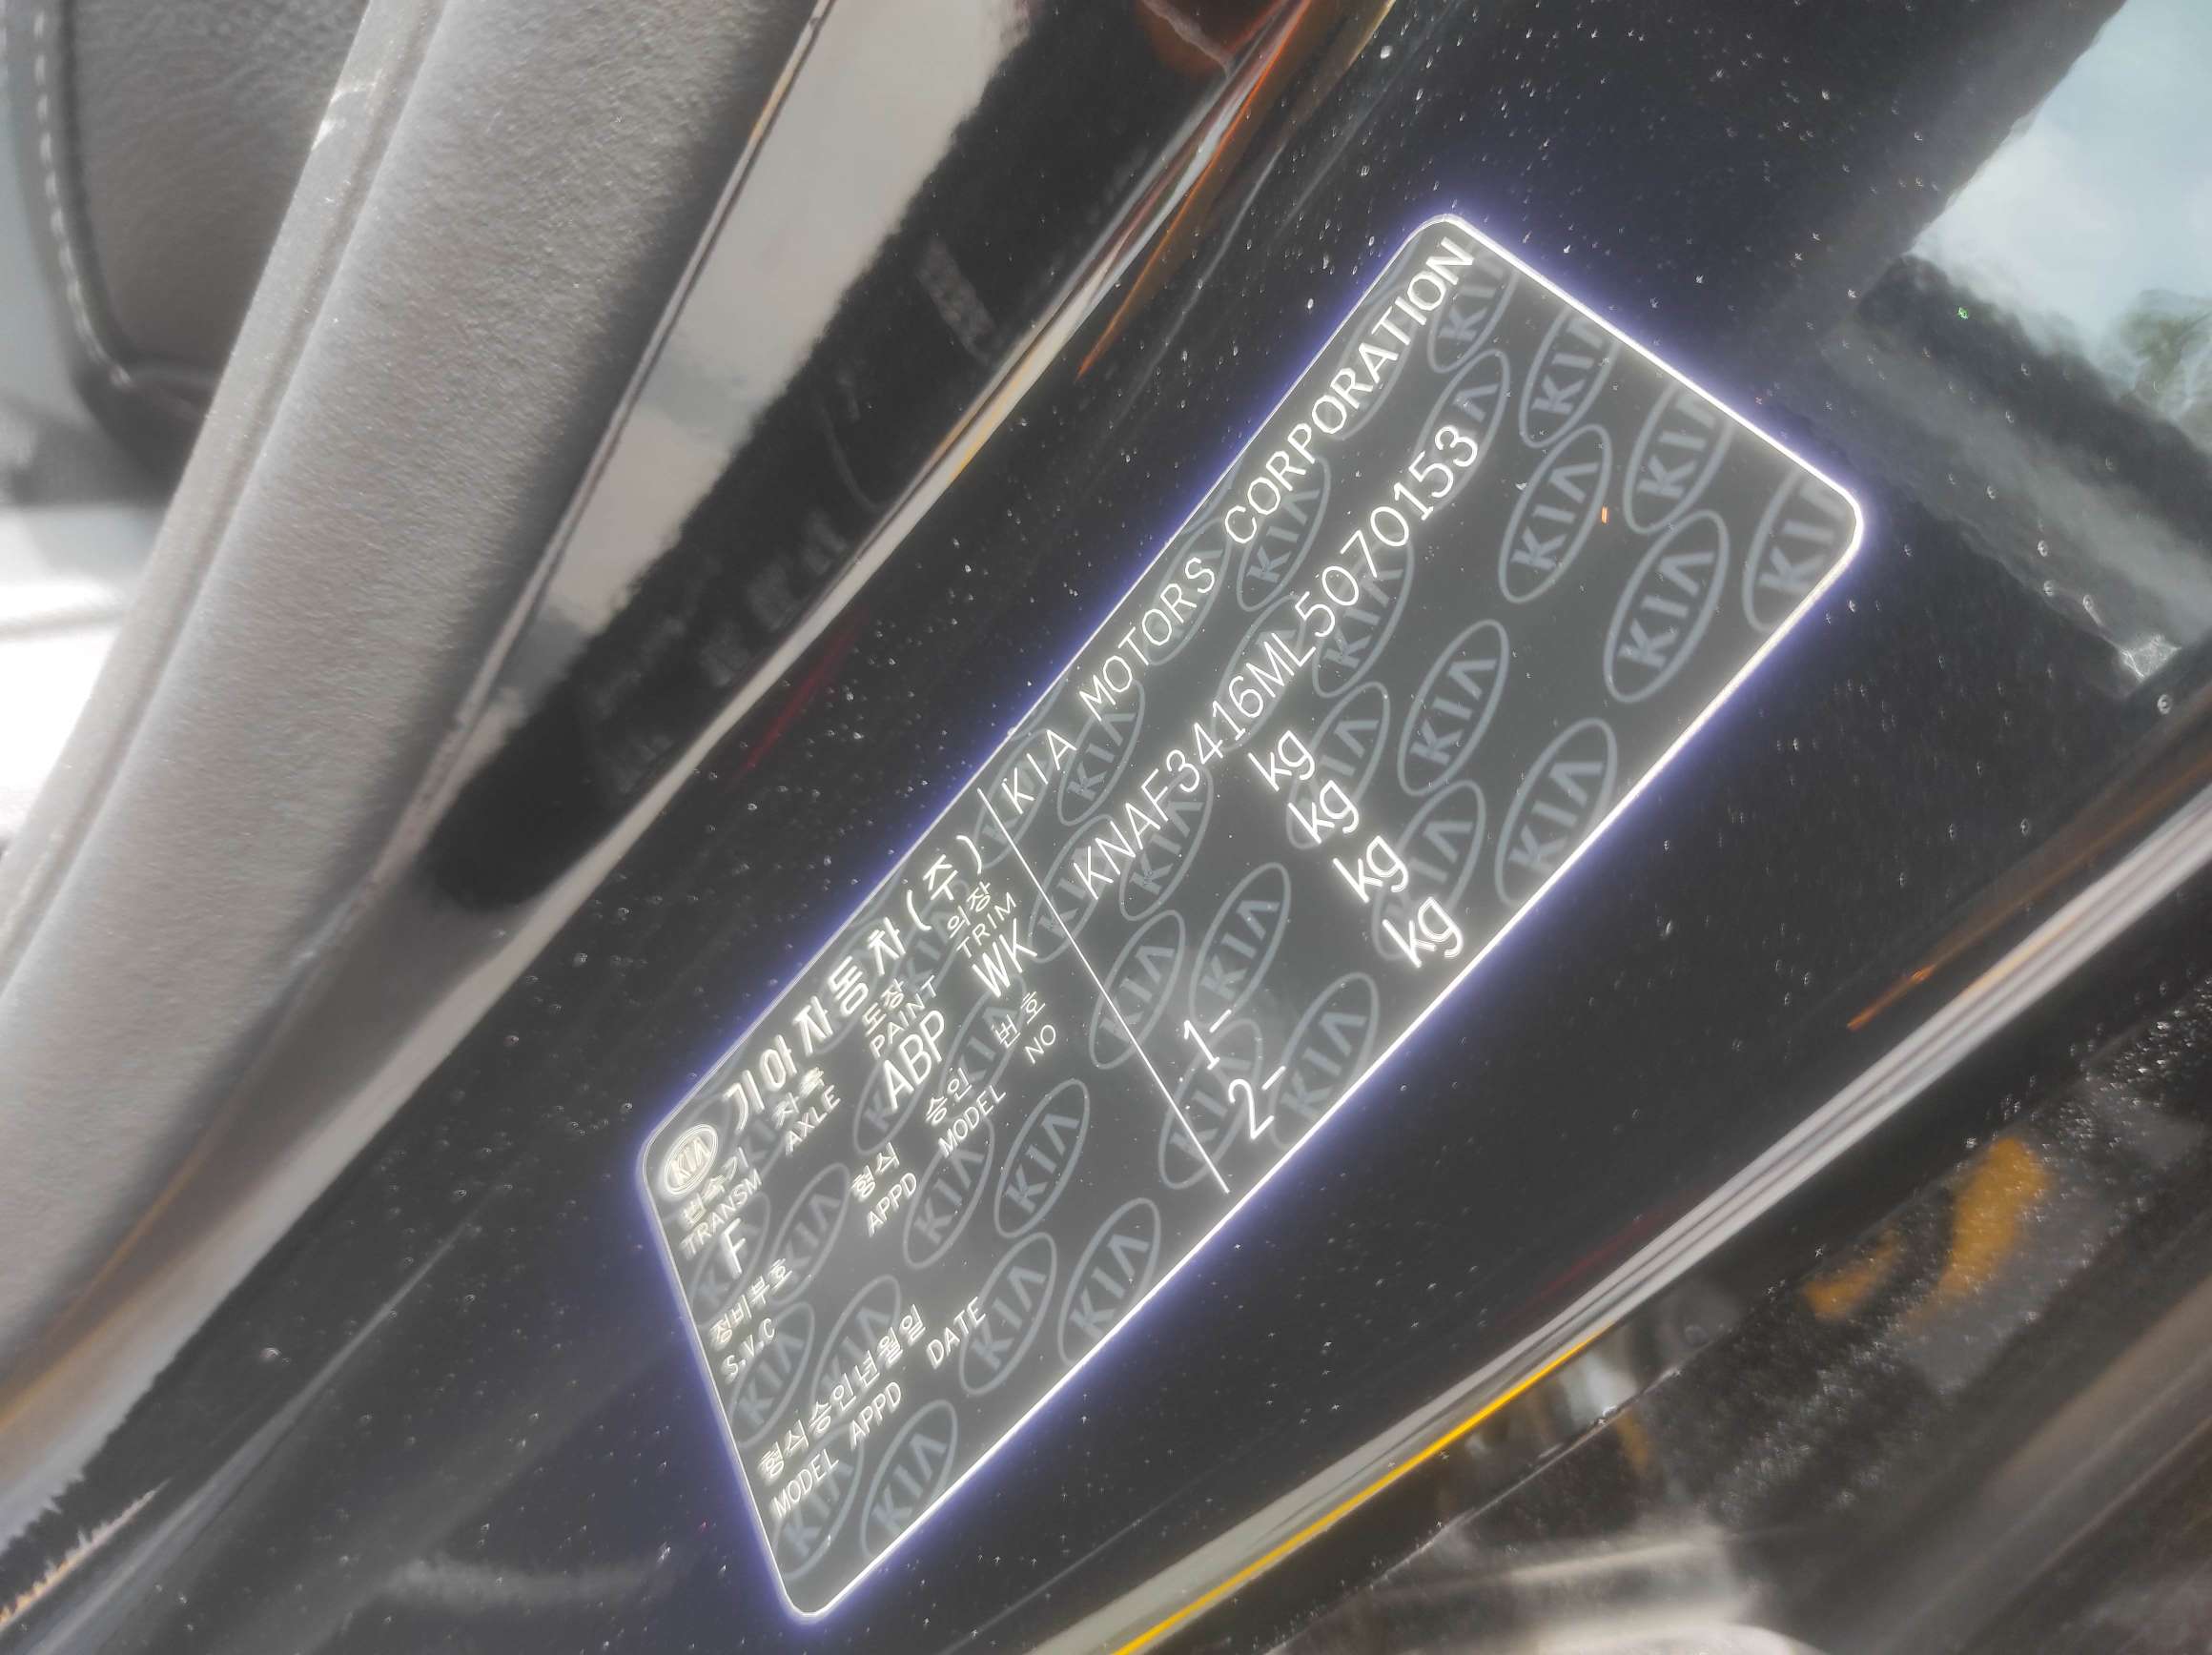 KIA 기아자동차(주) KIA MOTORS CORPORATION
변속기 차축 도장 의장
TRANSM AXLE PAINT TRIM
F ABP WK
정비부호 형식 승인 번호
S.V.C APPD MODEL NO
형식승인년월일
MODEL APPD DATE
KNAF3416ML5070153
kg
kg
1- kg
2- kg